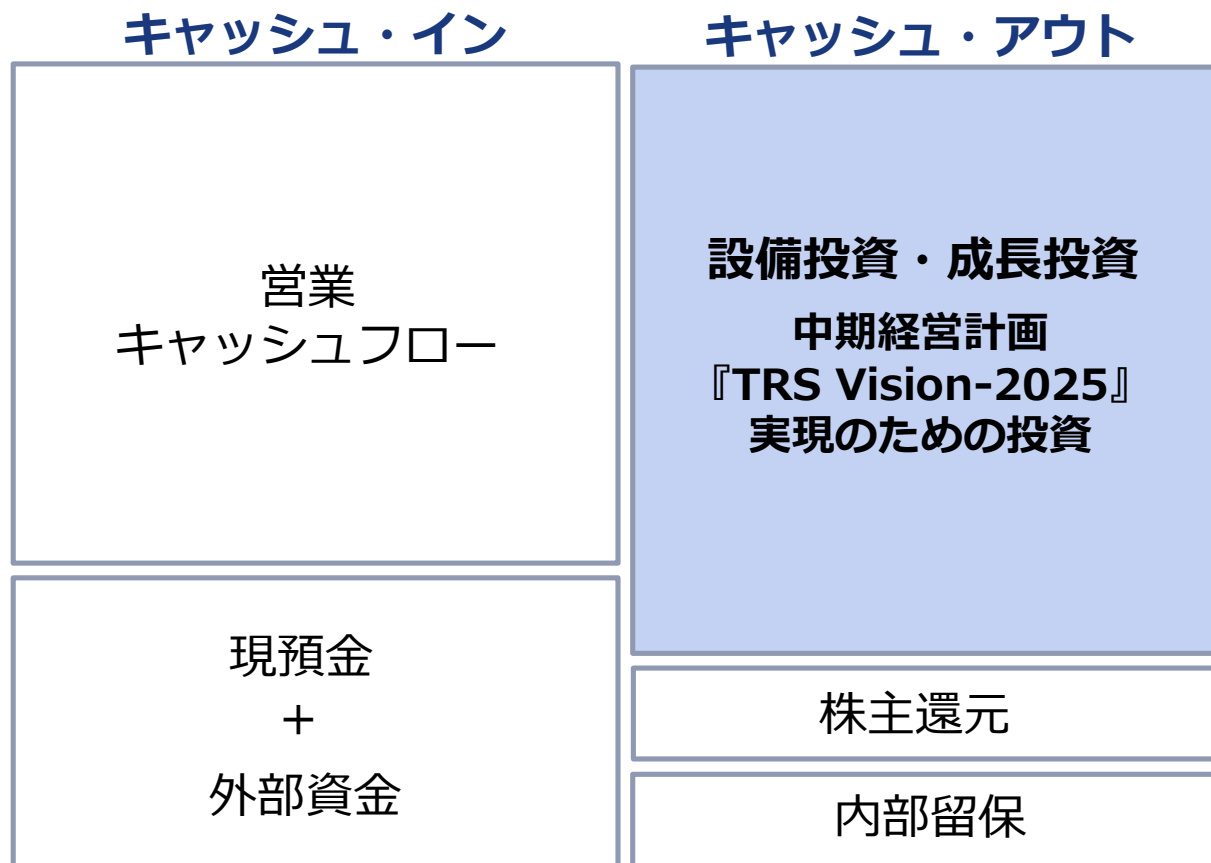 キャッシュ・イン
キャッシュ・アウト
営業
キャッシュフロー
現預金
+
外部資金
設備投資・成長投資
中期経営計画
『TRS Vision-2025』
実現のための投資
株主還元
内部留保